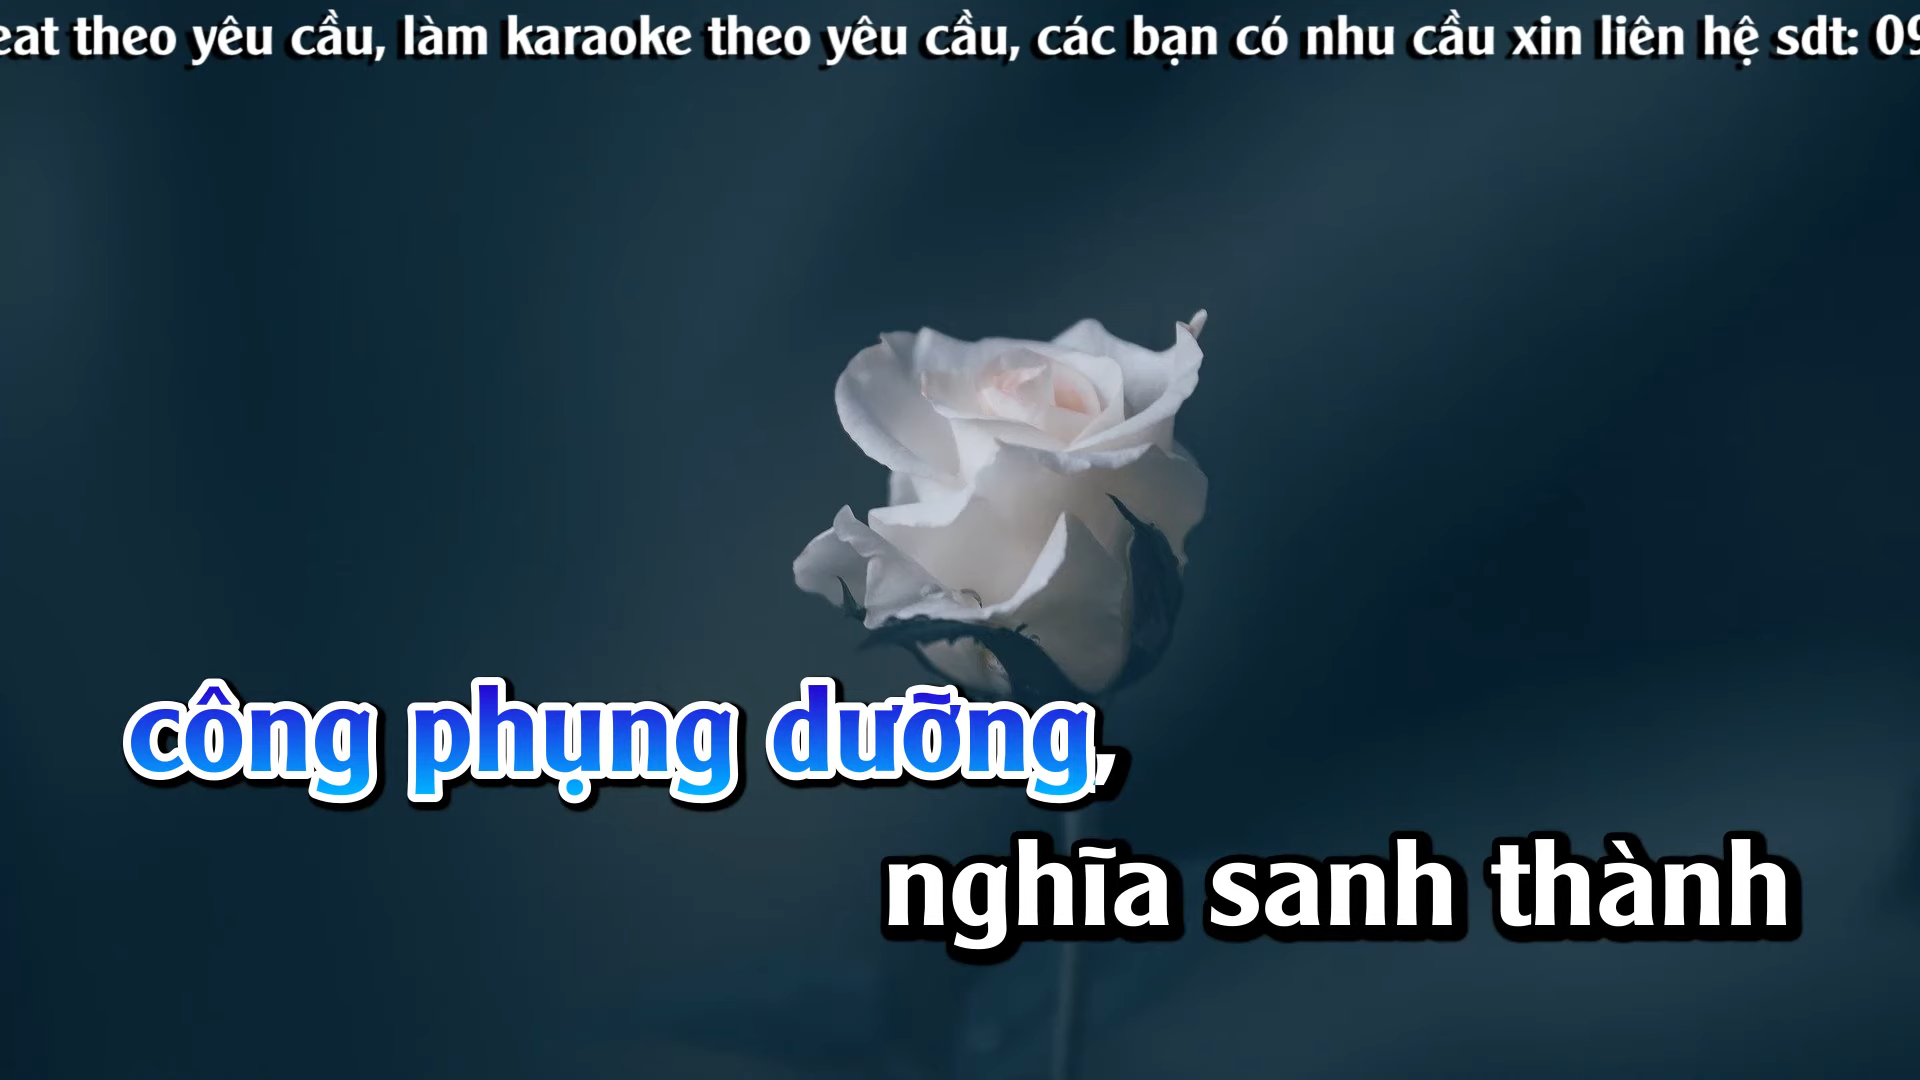 eat theo yêu cầu, làm karaoke theo yêu cầu, các bạn có nhu cầu xin liên hệ sdt: 09
công phụng dưỡng,
nghĩa sanh thành